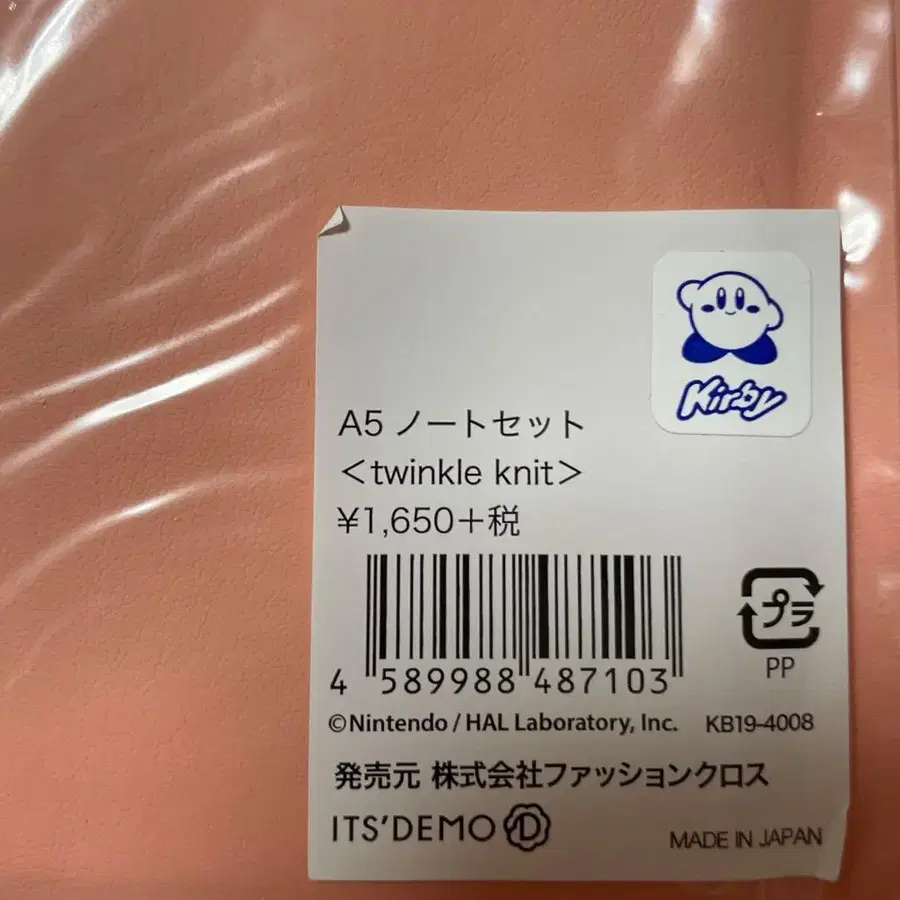 Kirby
A5 ノートセット
＜twinkle knit＞
¥1,650＋税
4 589988 487103
プラ
PP
©Nintendo / HAL Laboratory, Inc. KB19-4008
発売元 株式会社ファッションクロス
ITS'DEMO D
MADE IN JAPAN